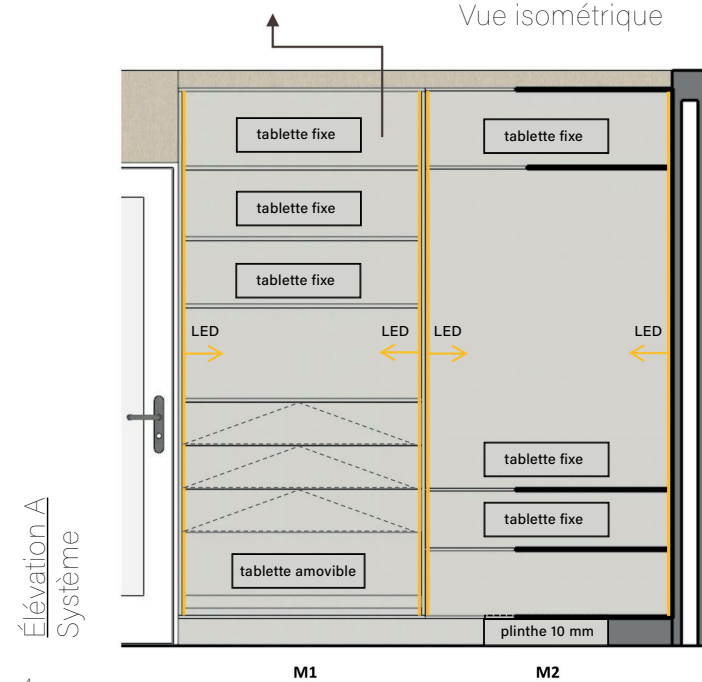 Vue isométrique
tablette fixe
tablette fixe
tablette fixe
tablette fixe
LED
LED
LED
LED
tablette fixe
tablette fixe
tablette amovible
plinthe 10 mm
M1
M2
Élévation A
Système